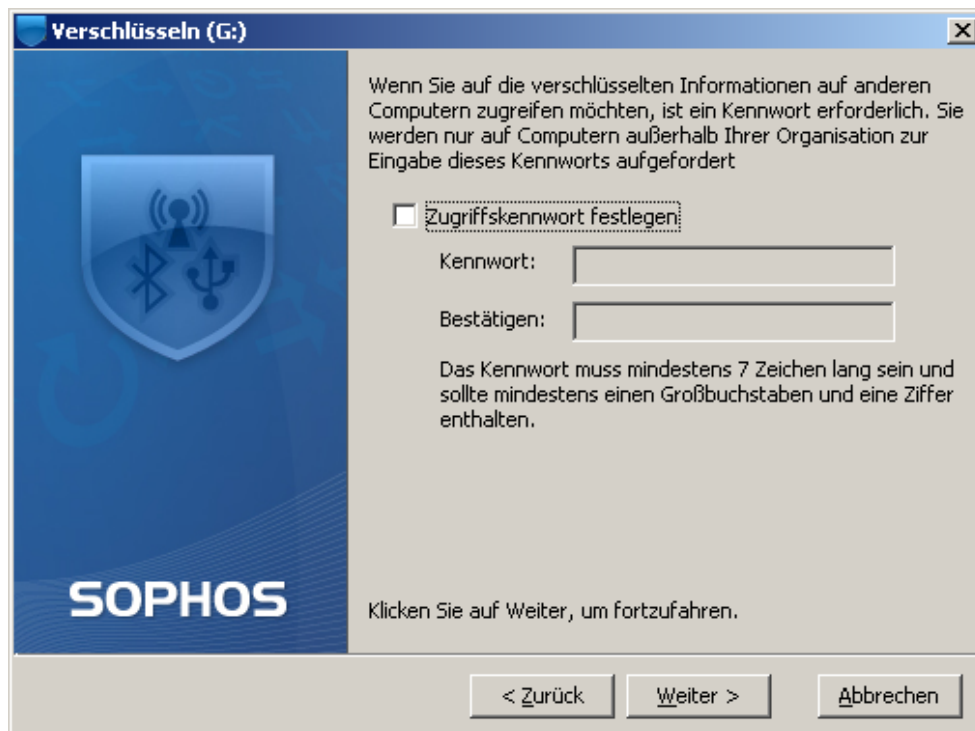 Verschlüsseln (G:)
Wenn Sie auf die verschlüsselten Informationen auf anderen
Computern zugreifen möchten, ist ein Kennwort erforderlich. Sie
werden nur auf Computern außerhalb Ihrer Organisation zur
Eingabe dieses Kennworts aufgefordert
Zugriffskennwort festlegen
Kennwort:
Bestätigen:
Das Kennwort muss mindestens 7 Zeichen lang sein und
sollte mindestens einen Großbuchstaben und eine Ziffer
enthalten.
SOPHOS
Klicken Sie auf Weiter, um fortzufahren.
< Zurück Weiter > Abbrechen